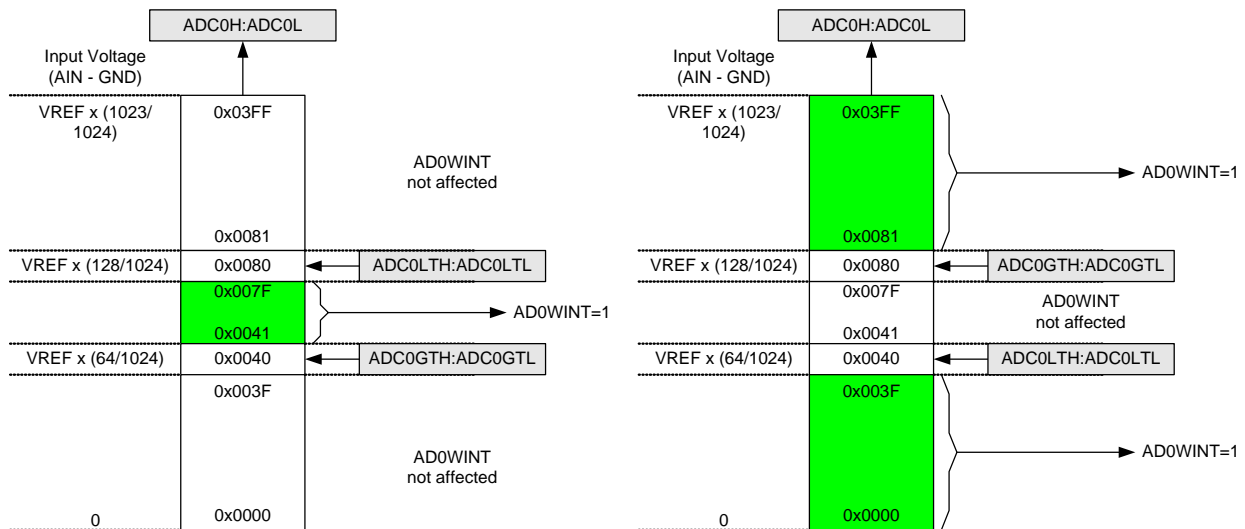 ADC0H:ADC0L
Input Voltage
(AIN - GND)
VREF x (1023/
1024)
0x03FF
AD0WINT
not affected
0x0081
VREF x (128/1024)
0x0080
ADC0LTH:ADC0LTL
0x007F
AD0WINT=1
0x0041
VREF x (64/1024)
0x0040
ADC0GTH:ADC0GTL
0x003F
AD0WINT
not affected
0
0x0000
ADC0H:ADC0L
Input Voltage
(AIN - GND)
VREF x (1023/
1024)
0x03FF
AD0WINT=1
0x0081
VREF x (128/1024)
0x0080
ADC0GTH:ADC0GTL
0x007F
AD0WINT
not affected
0x0041
VREF x (64/1024)
0x0040
ADC0LTH:ADC0LTL
0x003F
AD0WINT=1
0
0x0000